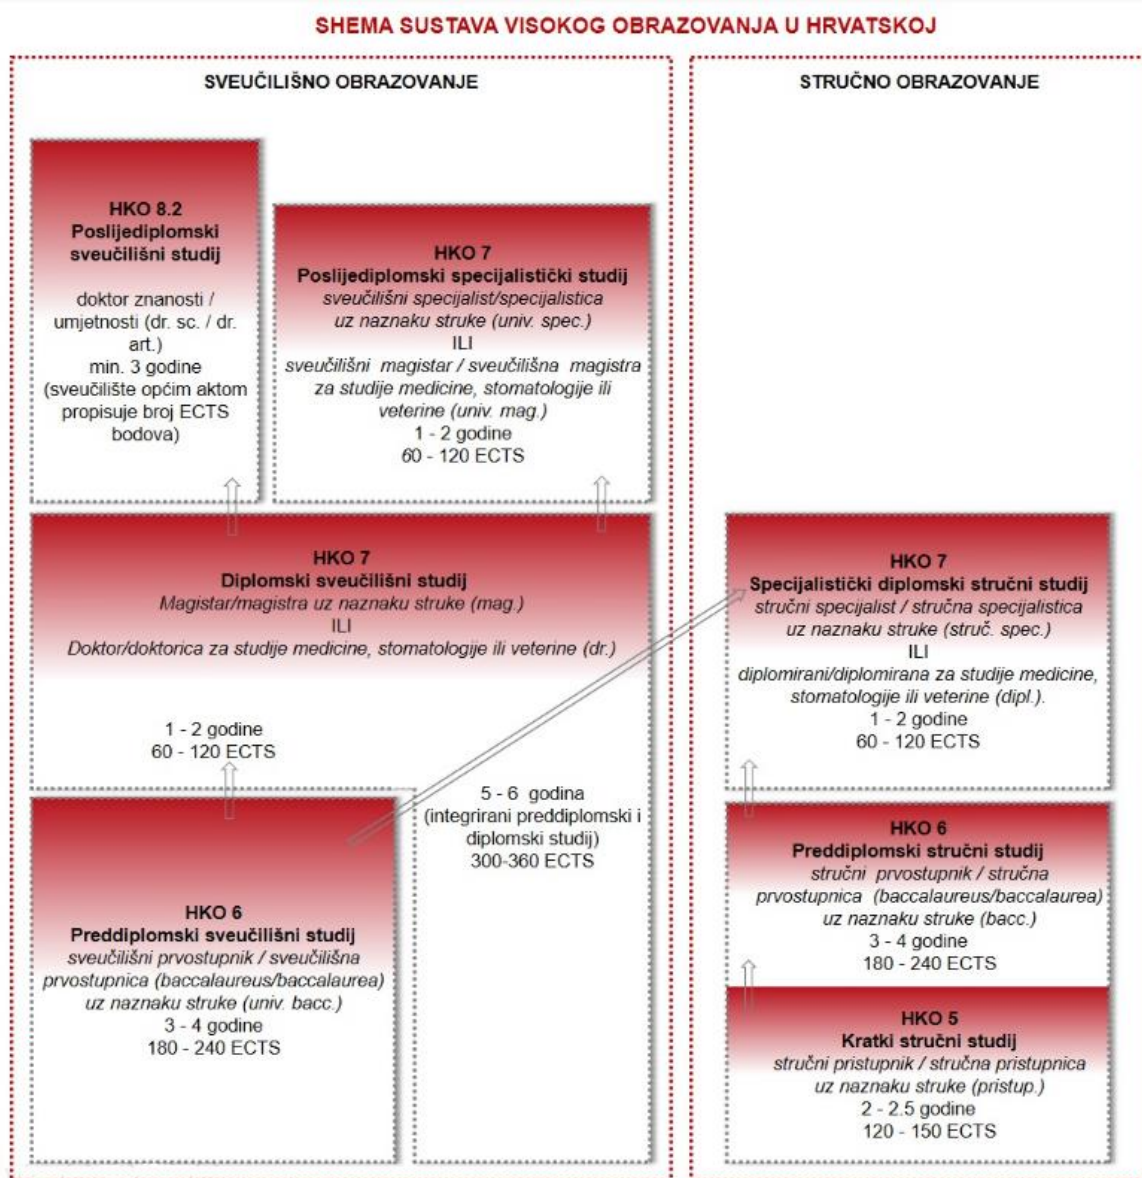 SHEMA SUSTAVA VISOKOG OBRAZOVANJA U HRVATSKOJ
SVEUČILIŠNO OBRAZOVANJE
HKO 8.2
Poslijediplomski
sveučilišni studij
doktor znanosti /
umjetnosti (dr. sc. / dr.
art.)
min. 3 godine
(sveučilište općim aktom
propisuje broj ECTS
bodova)
HKO 7
Poslijediplomski specijalistički studij
sveučilišni specijalist/specijalistica
uz naznaku struke (univ. spec.)
ILI
sveučilišni magistar / sveučilišna magistra
za studije medicine, stomatologije ili
veterine (univ. mag.)
1 - 2 godine
60 - 120 ECTS
HKO 7
Diplomski sveučilišni studij
Magistar/magistra uz naznaku struke (mag.)
ILI
Doktor/doktorica za studije medicine, stomatologije ili veterine (dr.)
1 - 2 godine
60 - 120 ECTS
5 - 6 godina
(integrirani preddiplomski i
diplomski studij)
300-360 ECTS
HKO 6
Preddiplomski sveučilišni studij
sveučilišni prvostupnik / sveučilišna
prvostupnica (baccalaureus/baccalaurea)
uz naznaku struke (univ. bacc.)
3 - 4 godine
180 - 240 ECTS
STRUČNO OBRAZOVANJE
HKO 7
Specijalistički diplomski stručni studij
stručni specijalist / stručna specijalistica
uz naznaku struke (struč. spec.)
ILI
diplomirani/diplomirana za studije medicine,
stomatologije ili veterine (dipl.).
1 - 2 godine
60 - 120 ECTS
HKO 6
Preddiplomski stručni studij
stručni prvostupnik / stručna
prvostupnica (baccalaureus/baccalaurea)
uz naznaku struke (bacc.)
3 - 4 godine
180 - 240 ECTS
HKO 5
Kratki stručni studij
stručni pristupnik / stručna pristupnica
uz naznaku struke (pristup.)
2 - 2.5 godine
120 - 150 ECTS